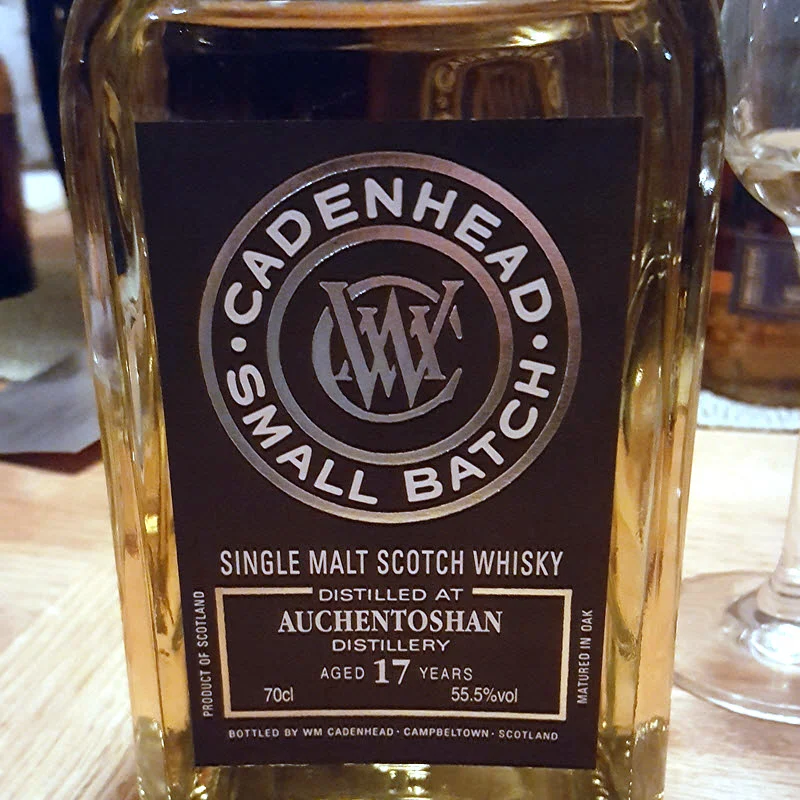 CADENHEAD
SMALL BATCH
WC
SINGLE MALT SCOTCH WHISKY
DISTILLED AT
AUCHENTOSHAN
DISTILLERY
AGED 17 YEARS
70cl 55.5%vol
PRODUCT OF SCOTLAND
MATURED IN OAK
BOTTLED BY WM CADENHEAD · CAMPBELTOWN · SCOTLAND